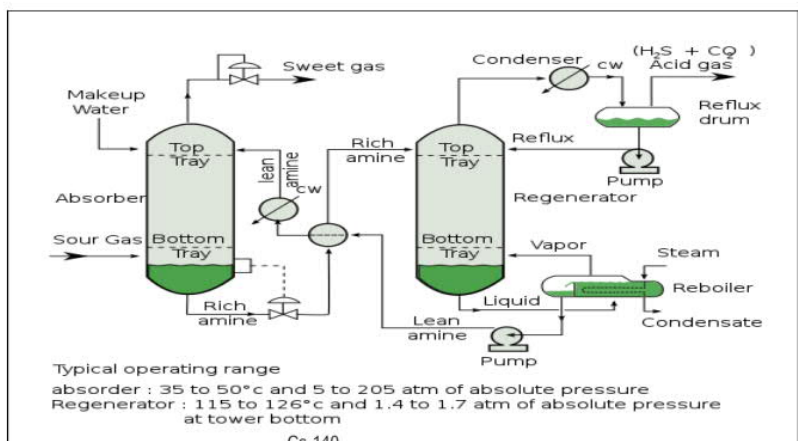 (H₂S + CO₂ )
Acid gas
Condenser
cw
Sweet gas
Makeup
Water
Reflux
drum
Rich
amine
Reflux
Top
Tray
lean
amine
Top
Tray
Pump
cw
Absorber
Regenerator
Sour Gas
Bottom
Tray
Bottom
Tray
Vapor
Steam
Reboiler
Liquid
Rich
amine
Lean
amine
Condensate
Pump
Typical operating range
absorder : 35 to 50°c and 5 to 205 atm of absolute pressure
Regenerator : 115 to 126°c and 1.4 to 1.7 atm of absolute pressure
at tower bottom